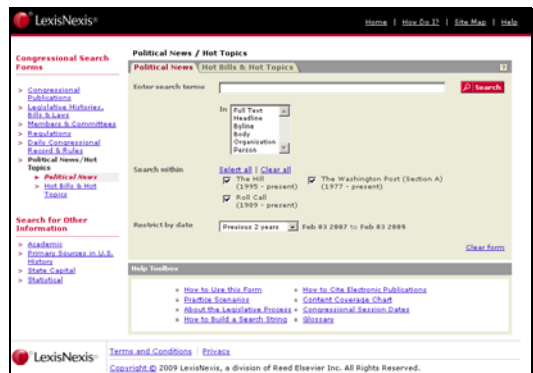 LexisNexis®
Home | How Do I? | Site Map | Help
Congressional Search
Forms
> Congressional
Publications
> Legislative Histories,
Bills & Laws
> Members & Committees
> Regulations
> Daily Congressional
Record & Rules
> Political News/Hot
Topics
Political News
> Hot Bills & Hot
Topics
Search for Other
Information
> Academic
> Primary Sources in U.S.
History
> State Capital
> Statistical
Political News / Hot Topics
Political News
Hot Bills & Hot Topics
?
Enter search terms
Search
In
Full Text
Headline
Byline
Body
Organization
Person
Search within
Select all | Clear all
The Hill
(1995 - present)
The Washington Post (Section A)
(1977 - present)
Roll Call
(1989 - present)
Restrict by date
Previous 2 years
Feb 03 2007 to Feb 03 2009
Clear form
Help Toolbox
How to Use this Form
Practice Scenarios
About the Legislative Process
How to Build a Search String
How to Cite Electronic Publications
Content Coverage Chart
Congressional Session Dates
Glossary
LexisNexis®
Terms and Conditions | Privacy
Copyright © 2009 LexisNexis, a division of Reed Elsevier Inc. All Rights Reserved.